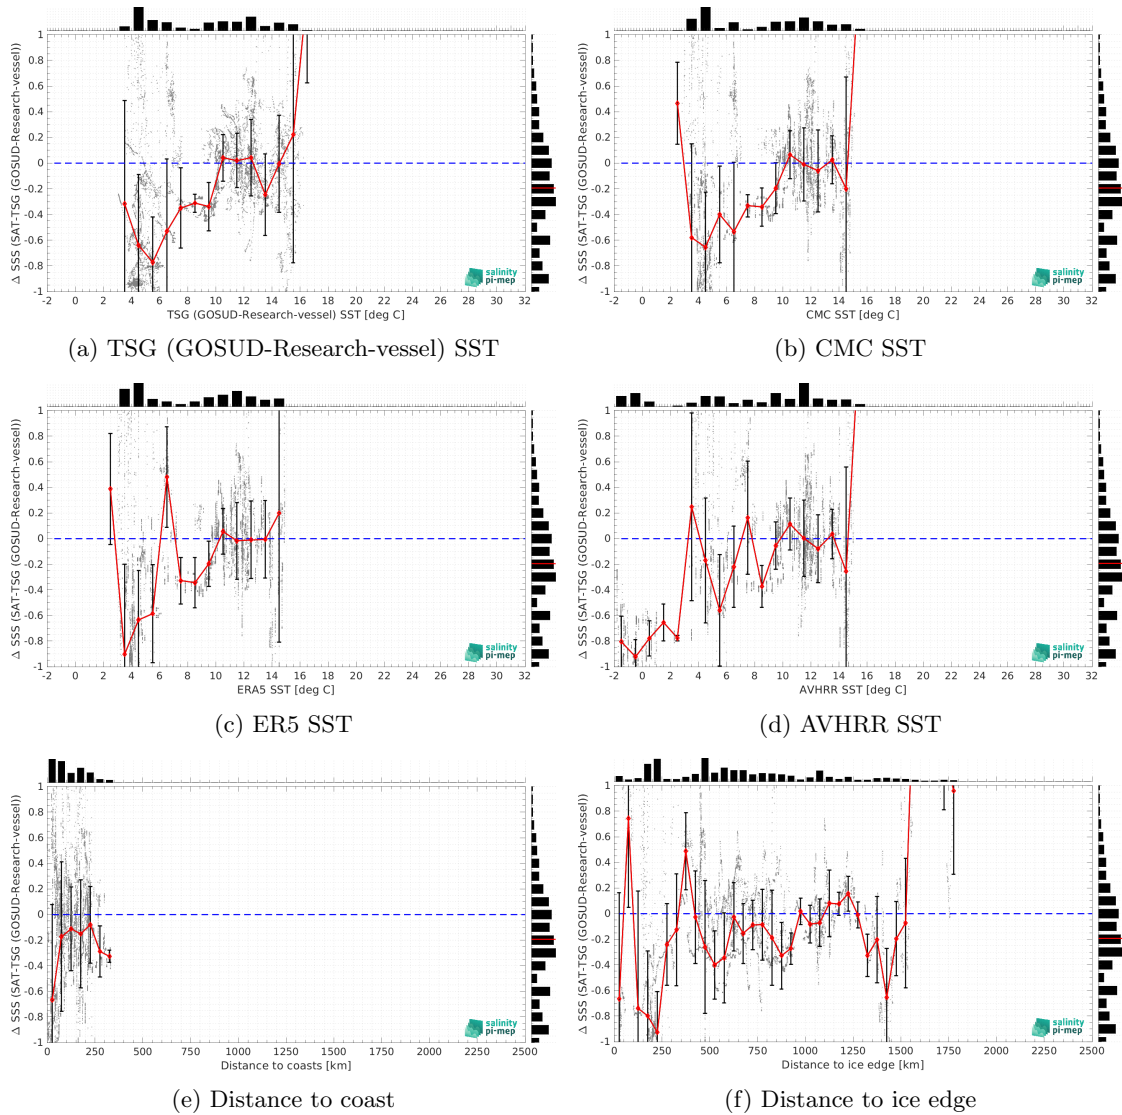 1
0.8
0.6
0.4
0.2
0
-0.2
-0.4
-0.6
-0.8
-1
Δ SSS (SAT-TSG (GOSUD-Research-vessel))
salinity
pi-mep
-2 0 2 4 6 8 10 12 14 16 18 20 22 24 26 28 30 32
TSG (GOSUD-Research-vessel) SST [deg C]
(a) TSG (GOSUD-Research-vessel) SST
1
0.8
0.6
0.4
0.2
0
-0.2
-0.4
-0.6
-0.8
-1
Δ SSS (SAT-TSG (GOSUD-Research-vessel))
salinity
pi-mep
-2 0 2 4 6 8 10 12 14 16 18 20 22 24 26 28 30 32
CMC SST [deg C]
(b) CMC SST
1
0.8
0.6
0.4
0.2
0
-0.2
-0.4
-0.6
-0.8
-1
Δ SSS (SAT-TSG (GOSUD-Research-vessel))
salinity
pi-mep
-2 0 2 4 6 8 10 12 14 16 18 20 22 24 26 28 30 32
ERA5 SST [deg C]
(c) ER5 SST
1
0.8
0.6
0.4
0.2
0
-0.2
-0.4
-0.6
-0.8
-1
Δ SSS (SAT-TSG (GOSUD-Research-vessel))
salinity
pi-mep
-2 0 2 4 6 8 10 12 14 16 18 20 22 24 26 28 30 32
AVHRR SST [deg C]
(d) AVHRR SST
1
0.8
0.6
0.4
0.2
0
-0.2
-0.4
-0.6
-0.8
-1
Δ SSS (SAT-TSG (GOSUD-Research-vessel))
salinity
pi-mep
0 250 500 750 1000 1250 1500 1750 2000 2250 2500
Distance to coasts [km]
(e) Distance to coast
1
0.8
0.6
0.4
0.2
0
-0.2
-0.4
-0.6
-0.8
-1
Δ SSS (SAT-TSG (GOSUD-Research-vessel))
salinity
pi-mep
0 250 500 750 1000 1250 1500 1750 2000 2250 2500
Distance to ice edge [km]
(f) Distance to ice edge